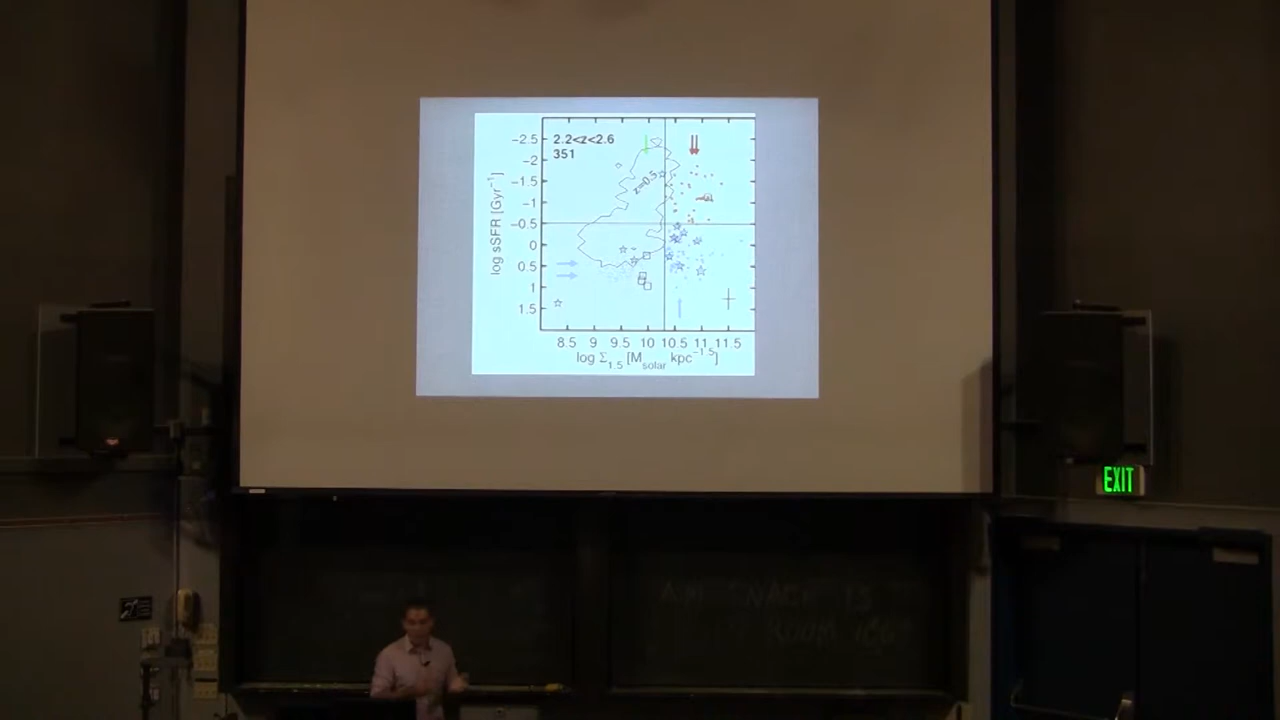 2.2<z<2.6
351
z=0.5
−2.5
−2
−1.5
−1
−0.5
0
0.5
1
1.5
log sSFR [Gyr⁻¹]
8.5 9 9.5 10 10.5 11 11.5
log Σ1.5 [Msolar kpc⁻¹·⁵]
EXIT
IS
ROOM